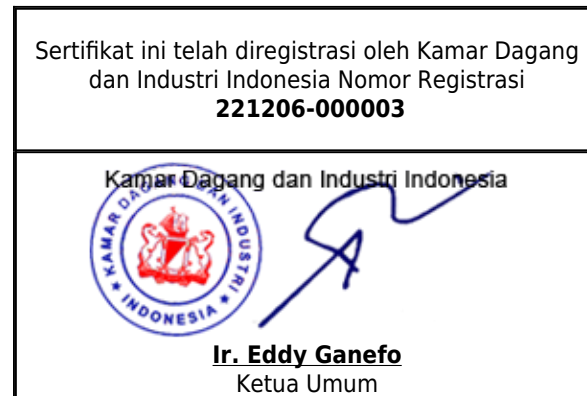 Sertifikat ini telah diregistrasi oleh Kamar Dagang
dan Industri Indonesia Nomor Registrasi
221206-000003
Kamar Dagang dan Industri Indonesia
KAMAR DAGANG DAN INDUSTRI
INDONESIA
Ir. Eddy Ganefo
Ketua Umum